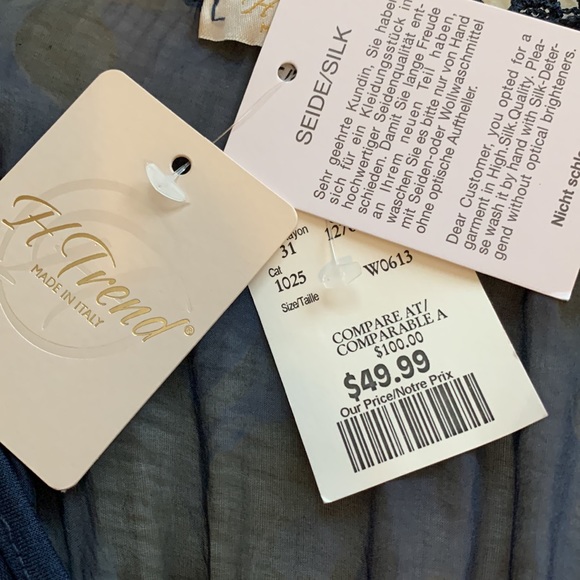 L
H Trend®
MADE IN ITALY
SEIDE/SILK
Sehr geehrte Kundin, Sie haben
sich für ein Kleidungsstück in
hochwertiger Seidenqualität ent-
schieden. Damit Sie lange Freude
an Ihrem neuen Teil haben,
waschen Sie es bitte nur von Hand
mit Seiden-oder Wollwaschmittel
ohne optische Aufheller.
Dear Customer, you opted for a
garment in High Silk Quality. Plea-
se wash it by hand with Silk-Deter-
gend without optical brighteners.
Nicht
31
Cat
1025
W0613
Size/Taille
COMPARE AT/
COMPARABLE A
$100.00
$49.99
Our Price/Notre Prix